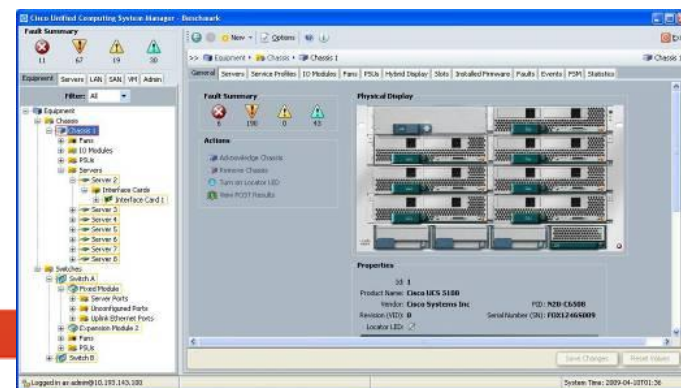 Cisco Unified Computing System Manager - Benchmark
Fault Summary
11 67 19 30
New Options
>> Equipment Chassis Chassis 1
Chassis 1
Equipment Servers LAN SAN VM Admin
General Servers Service Profiles IO Modules Fans PSUs Hybrid Display Slots Installed Firmware Faults Events FSM Statistics
Filter: All
Equipment
Chassis
Chassis 1
Fans
IO Modules
PSUs
Servers
Server 2
Interface Cards
Interface Card 1
Server 3
Server 4
Server 5
Server 6
Server 7
Server 8
Switches
Switch A
Fixed Module
Server Ports
Unconfigured Ports
Uplink Ethernet Ports
Expansion Module 2
Fans
PSUs
Switch B
Fault Summary
6 190 0 43
Actions
Acknowledge Chassis
Remove Chassis
Turn on Locator LED
View POST Results
Physical Display
Properties
Id: 1
Product Name: Cisco UCS 5100
Vendor: Cisco Systems Inc PID: N20-C6508
Revision (VID): 0 Serial Number (SN): FOX1246S009
Locator LED:
Save Changes Reset Values
Logged in as admin@10.193.143.100
System Time: 2009-04-10T01:36